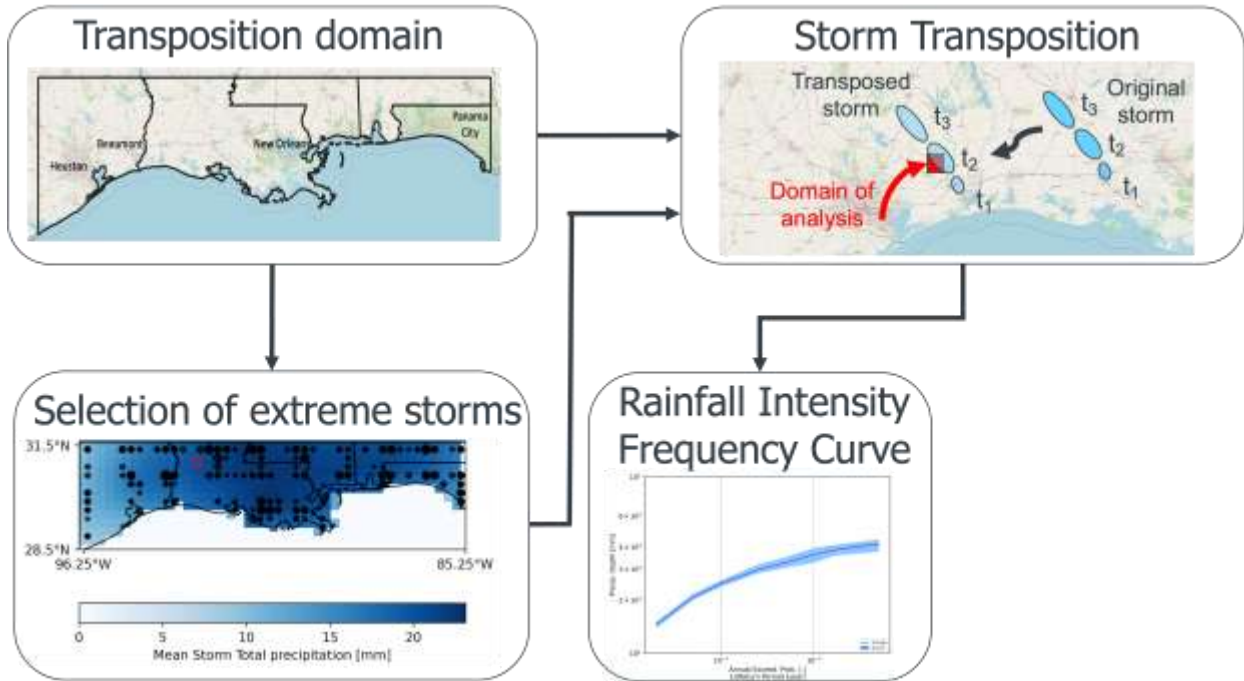 Transposition domain
Panama
City
Beaumont
New Orleans
Houston
Storm Transposition
Transposed
storm
Original
storm
t3
t3
t2
t2
t1
t1
Domain of
analysis
Selection of extreme storms
31.5°N
28.5°N
96.25°W
85.25°W
0
5
10
15
20
Mean Storm Total precipitation [mm]
Rainfall Intensity
Frequency Curve